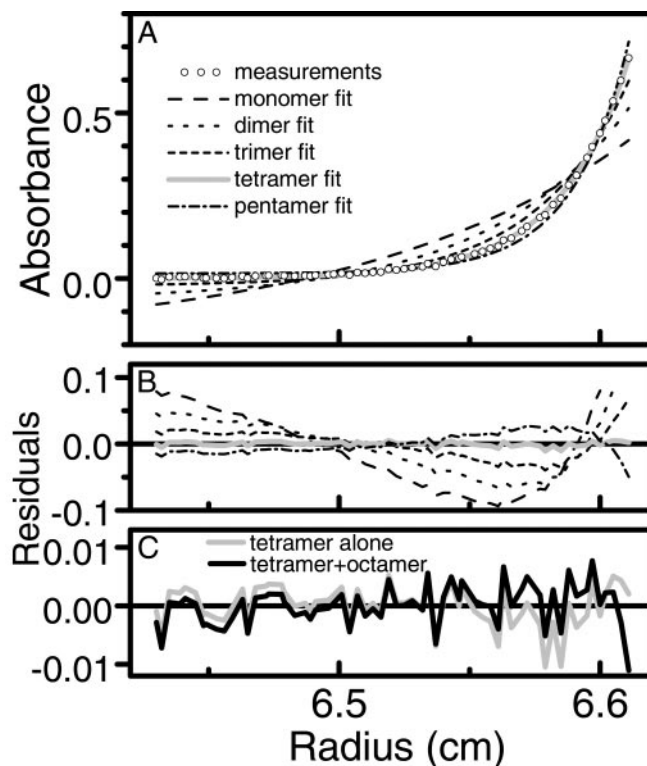 A
measurements
monomer fit
dimer fit
trimer fit
tetramer fit
pentamer fit
0.5
0.0
Absorbance
B
0.1
0.0
-0.1
Residuals
C
tetramer alone
tetramer+octamer
0.01
0.00
-0.01
6.5
6.6
Radius (cm)